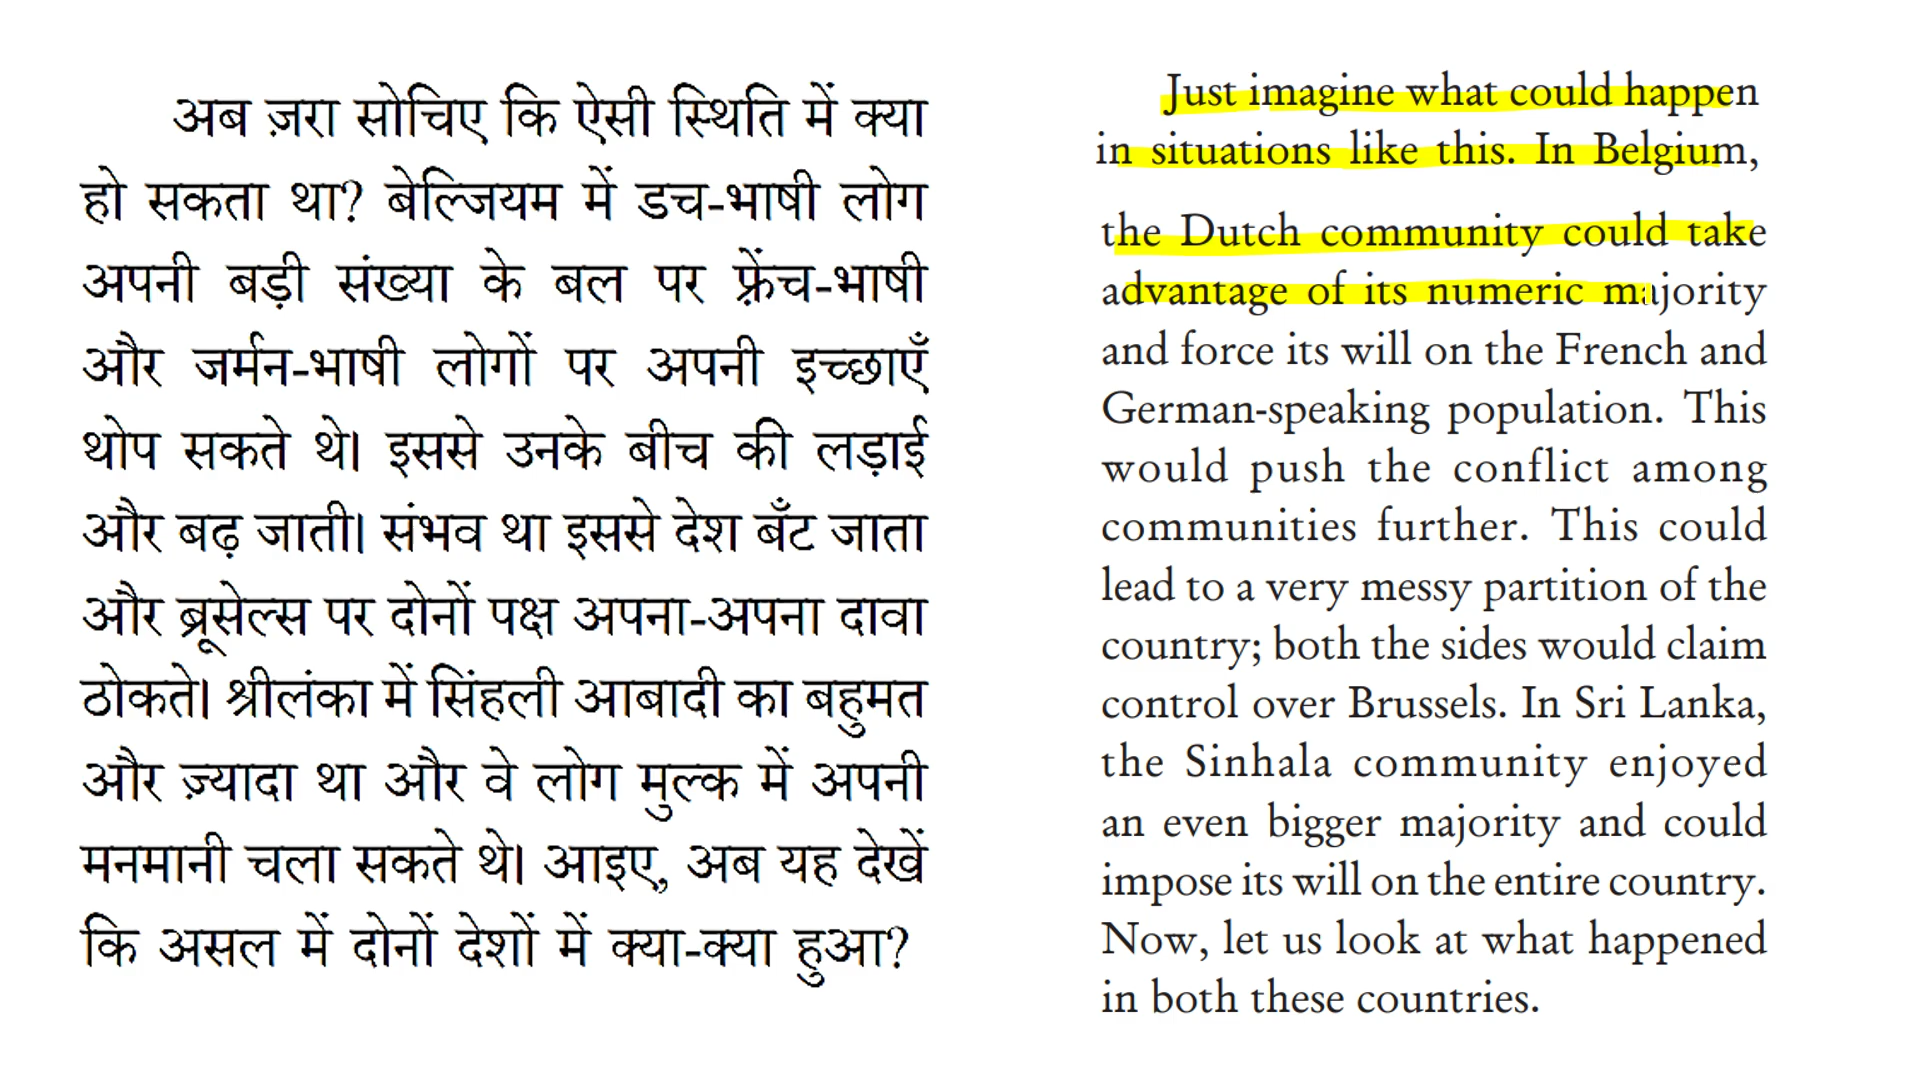 अब ज़रा सोचिए कि ऐसी स्थिति में क्या
हो सकता था? बेल्जियम में डच-भाषी लोग
अपनी बड़ी संख्या के बल पर फ़्रेंच-भाषी
और जर्मन-भाषी लोगों पर अपनी इच्छाएँ
थोप सकते थे। इससे उनके बीच की लड़ाई
और बढ़ जाती। संभव था इससे देश बँट जाता
और ब्रूसेल्स पर दोनों पक्ष अपना-अपना दावा
ठोकते। श्रीलंका में सिंहली आबादी का बहुमत
और ज़्यादा था और वे लोग मुल्क में अपनी
मनमानी चला सकते थे। आइए, अब यह देखें
कि असल में दोनों देशों में क्या-क्या हुआ?
Just imagine what could happen
in situations like this. In Belgium,
the Dutch community could take
advantage of its numeric majority
and force its will on the French and
German-speaking population. This
would push the conflict among
communities further. This could
lead to a very messy partition of the
country; both the sides would claim
control over Brussels. In Sri Lanka,
the Sinhala community enjoyed
an even bigger majority and could
impose its will on the entire country.
Now, let us look at what happened
in both these countries.